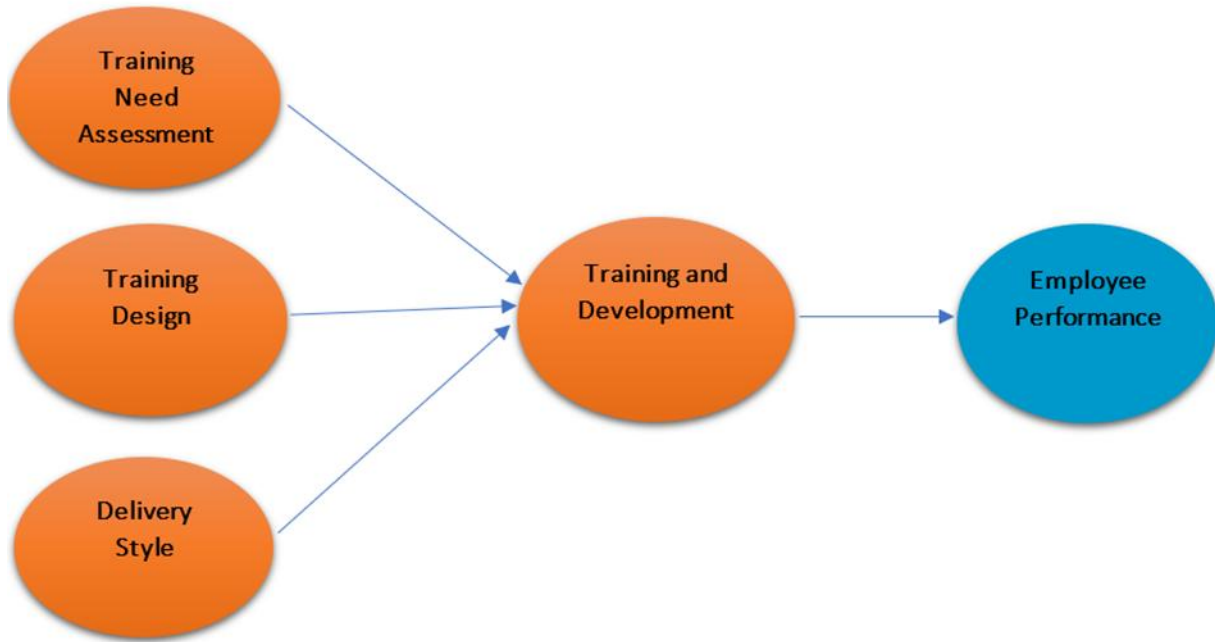 Training
Need
Assessment
Training
Design
Delivery
Style
Training and
Development
Employee
Performance